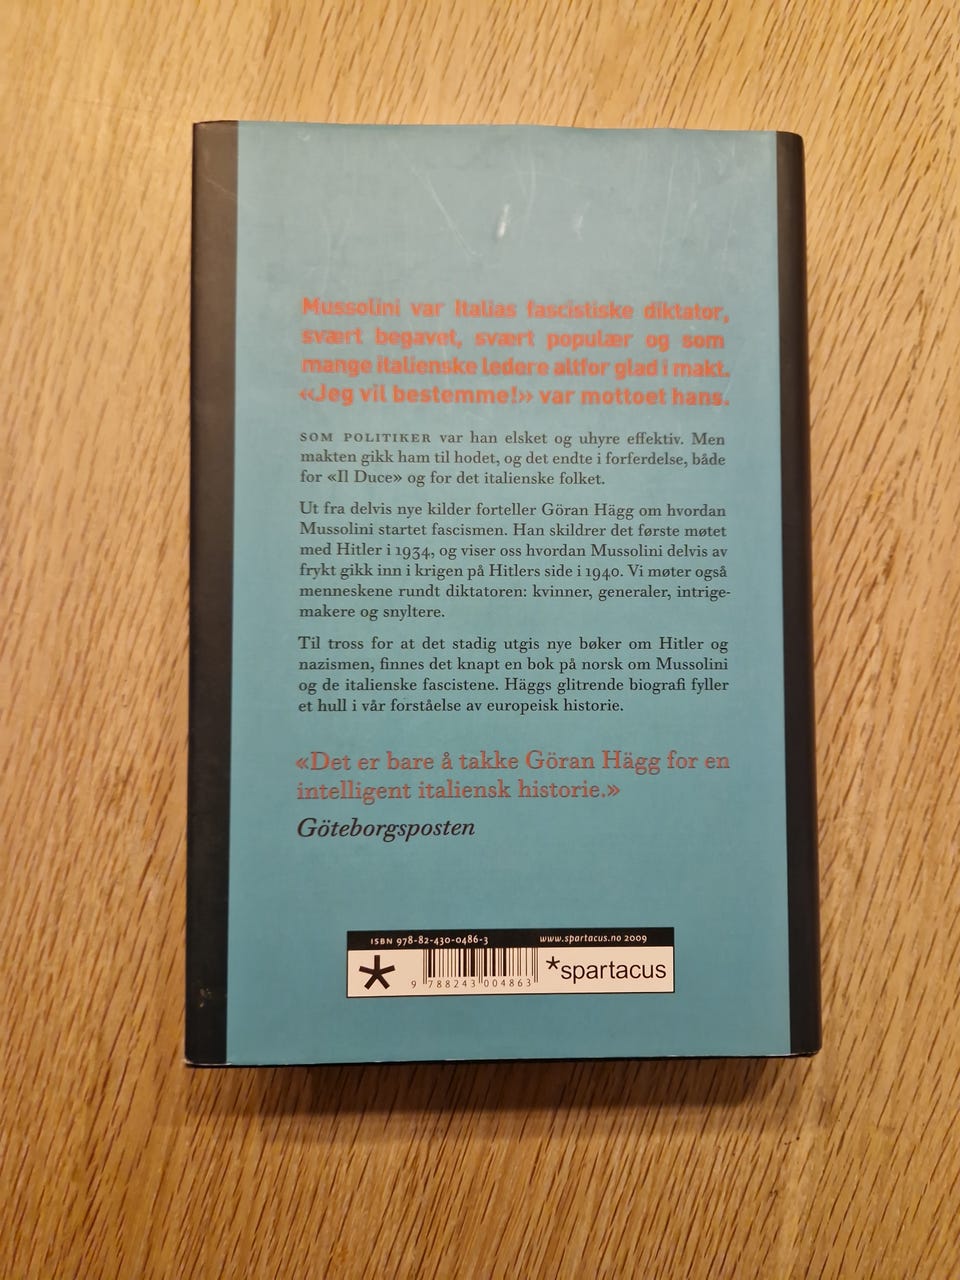 Mussolini var Italias fascistiske diktator,
svært begavet, svært populær og som
mange italienske ledere altfor glad i makt.
«Jeg vil bestemme!» var mottoet hans.
SOM POLITIKER var han elsket og uhyre effektiv. Men
makten gikk ham til hodet, og det endte i forferdelse, både
for «Il Duce» og for det italienske folket.
Ut fra delvis nye kilder forteller Göran Hägg om hvordan
Mussolini startet fascismen. Han skildrer det første møtet
med Hitler i 1934, og viser oss hvordan Mussolini delvis av
frykt gikk inn i krigen på Hitlers side i 1940. Vi møter også
menneskene rundt diktatoren: kvinner, generaler, intrige-
makere og snyltere.
Til tross for at det stadig utgis nye bøker om Hitler og
nazismen, finnes det knapt en bok på norsk om Mussolini
og de italienske fascistene. Häggs glitrende biografi fyller
et hull i vår forståelse av europeisk historie.
«Det er bare å takke Göran Hägg for en
intelligent italiensk historie.»
Göteborgsposten
ISBN 978-82-430-0486-3 www.spartacus.no 2009
*spartacus
9 788243 004863